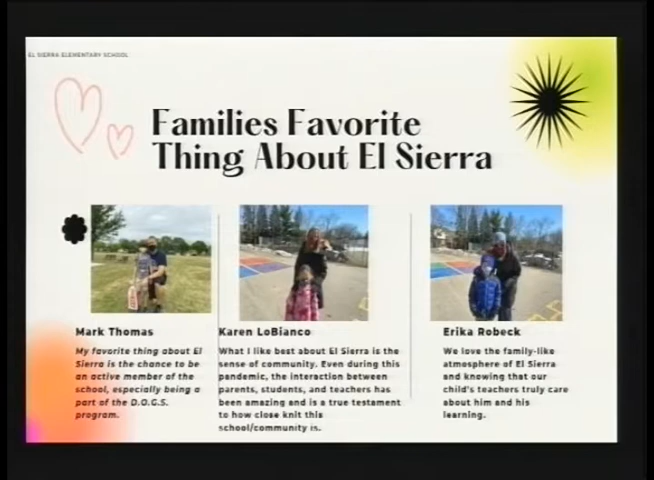 EL SIERRA ELEMENTARY SCHOOL
Families Favorite
Thing About El Sierra
Mark Thomas
My favorite thing about El
Sierra is the chance to be
an active member of the
school, especially being a
part of the D.O.G.S.
program.
Karen LoBianco
What I like best about El Sierra is the
sense of community. Even during this
pandemic, the interaction between
parents, students, and teachers has
been amazing and is a true testament
to how close knit this
school/community is.
Erika Robeck
We love the family-like
atmosphere of El Sierra
and knowing that our
child's teachers truly care
about him and his
learning.